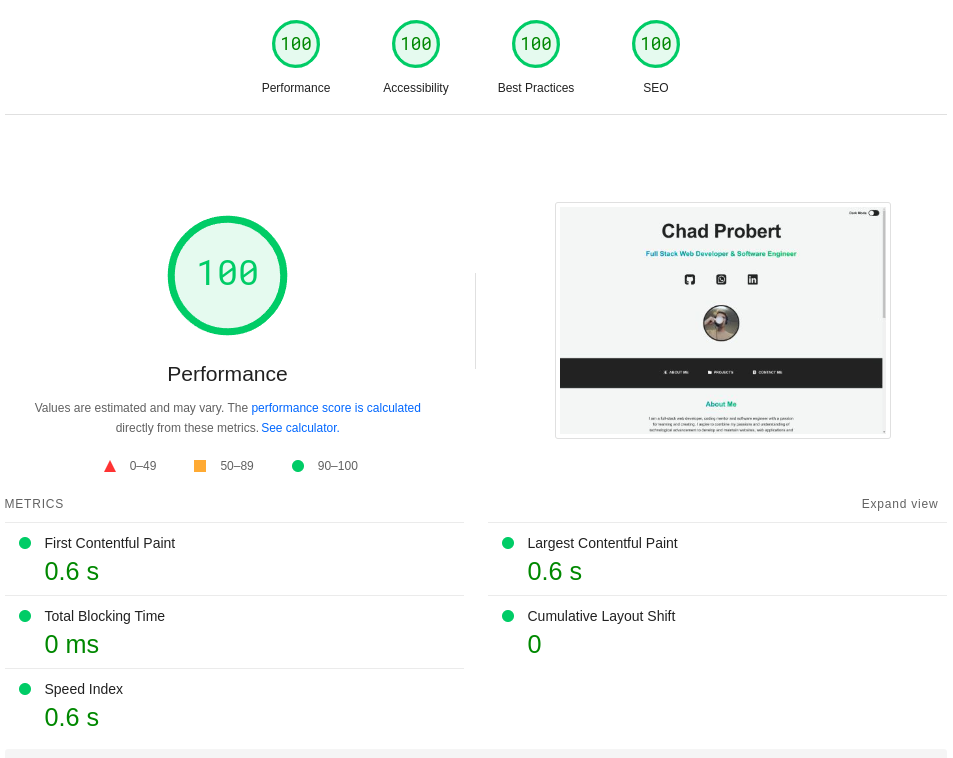 100 100 100 100
Performance Accessibility Best Practices SEO
Dark Mode
Chad Probert
Full Stack Web Developer & Software Engineer
100
ABOUT ME PROJECTS CONTACT ME
Performance
About Me
Values are estimated and may vary. The performance score is calculated
directly from these metrics. See calculator.
I am a full-stack web developer, coding mentor and software engineer with a passion
for learning and creating. I aspire to combine my passions and understanding of
technological advancement to develop and maintain websites, web applications and
0–49 50–89 90–100
METRICS Expand view
First Contentful Paint
0.6 s
Largest Contentful Paint
0.6 s
Total Blocking Time
0 ms
Cumulative Layout Shift
0
Speed Index
0.6 s